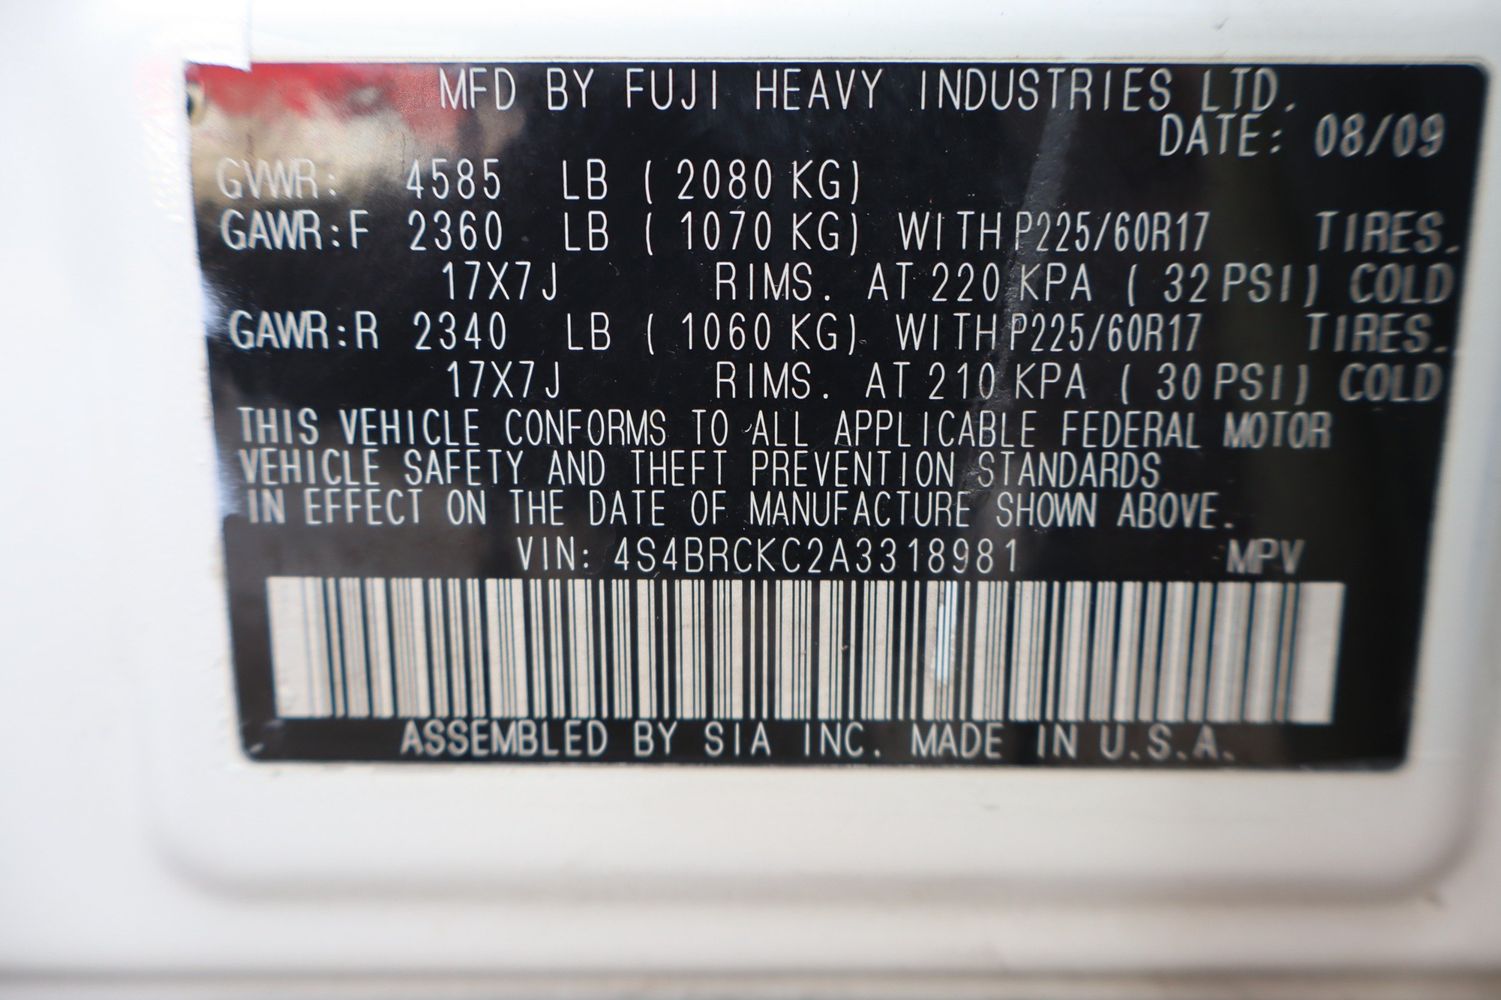 MFD BY FUJI HEAVY INDUSTRIES LTD.
DATE: 08/09
GVWR: 4585 LB ( 2080 KG)
GAWR:F 2360 LB ( 1070 KG) WITH P225/60R17 TIRES.
17X7J RIMS. AT 220 KPA ( 32 PSI) COLD
GAWR:R 2340 LB ( 1060 KG) WITH P225/60R17 TIRES.
17X7J RIMS. AT 210 KPA ( 30 PSI) COLD
THIS VEHICLE CONFORMS TO ALL APPLICABLE FEDERAL MOTOR
VEHICLE SAFETY AND THEFT PREVENTION STANDARDS
IN EFFECT ON THE DATE OF MANUFACTURE SHOWN ABOVE.
VIN: 4S4BRCKC2A3318981 MPV
ASSEMBLED BY SIA INC. MADE IN U.S.A.